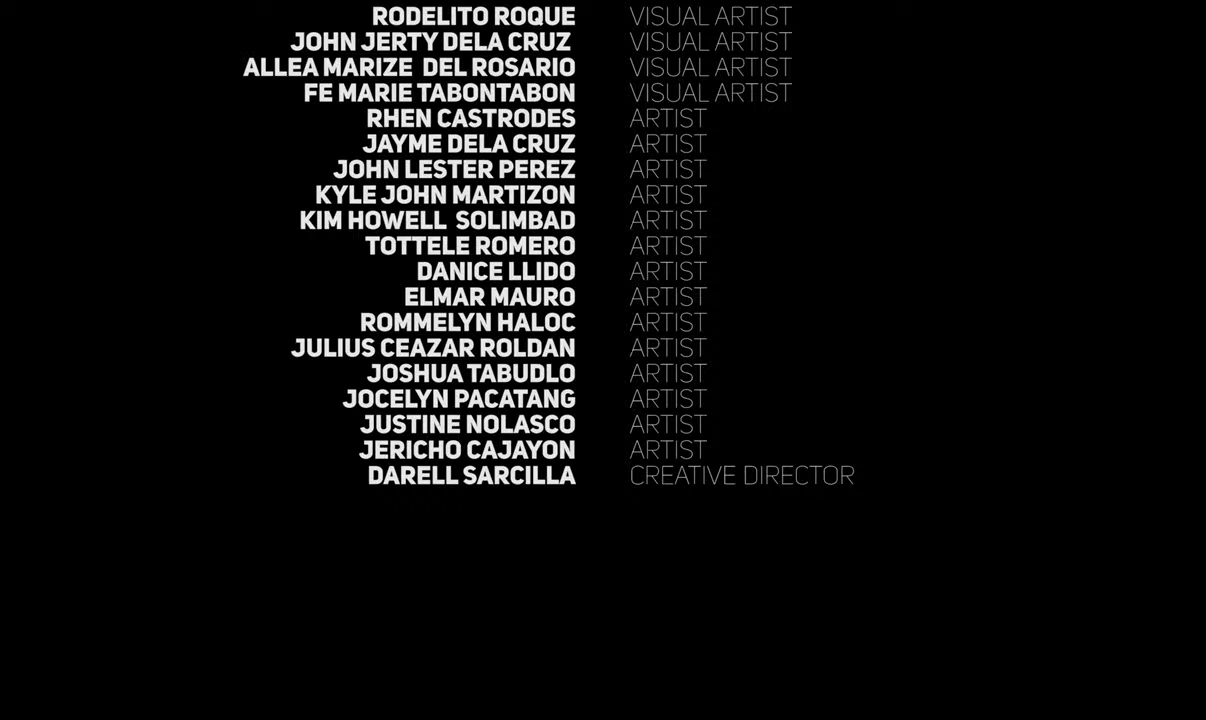 RODELITO ROQUE VISUAL ARTIST
JOHN JERTY DELA CRUZ VISUAL ARTIST
ALLEA MARIZE DEL ROSARIO VISUAL ARTIST
FE MARIE TABONTABON VISUAL ARTIST
RHEN CASTRODES ARTIST
JAYME DELA CRUZ ARTIST
JOHN LESTER PEREZ ARTIST
KYLE JOHN MARTIZON ARTIST
KIM HOWELL SOLIMBAD ARTIST
TOTTELE ROMERO ARTIST
DANICE LLIDO ARTIST
ELMAR MAURO ARTIST
ROMMELYN HALOC ARTIST
JULIUS CEAZAR ROLDAN ARTIST
JOSHUA TABUDLO ARTIST
JOCELYN PACATANG ARTIST
JUSTINE NOLASCO ARTIST
JERICHO CAJAYON ARTIST
DARELL SARCILLA CREATIVE DIRECTOR